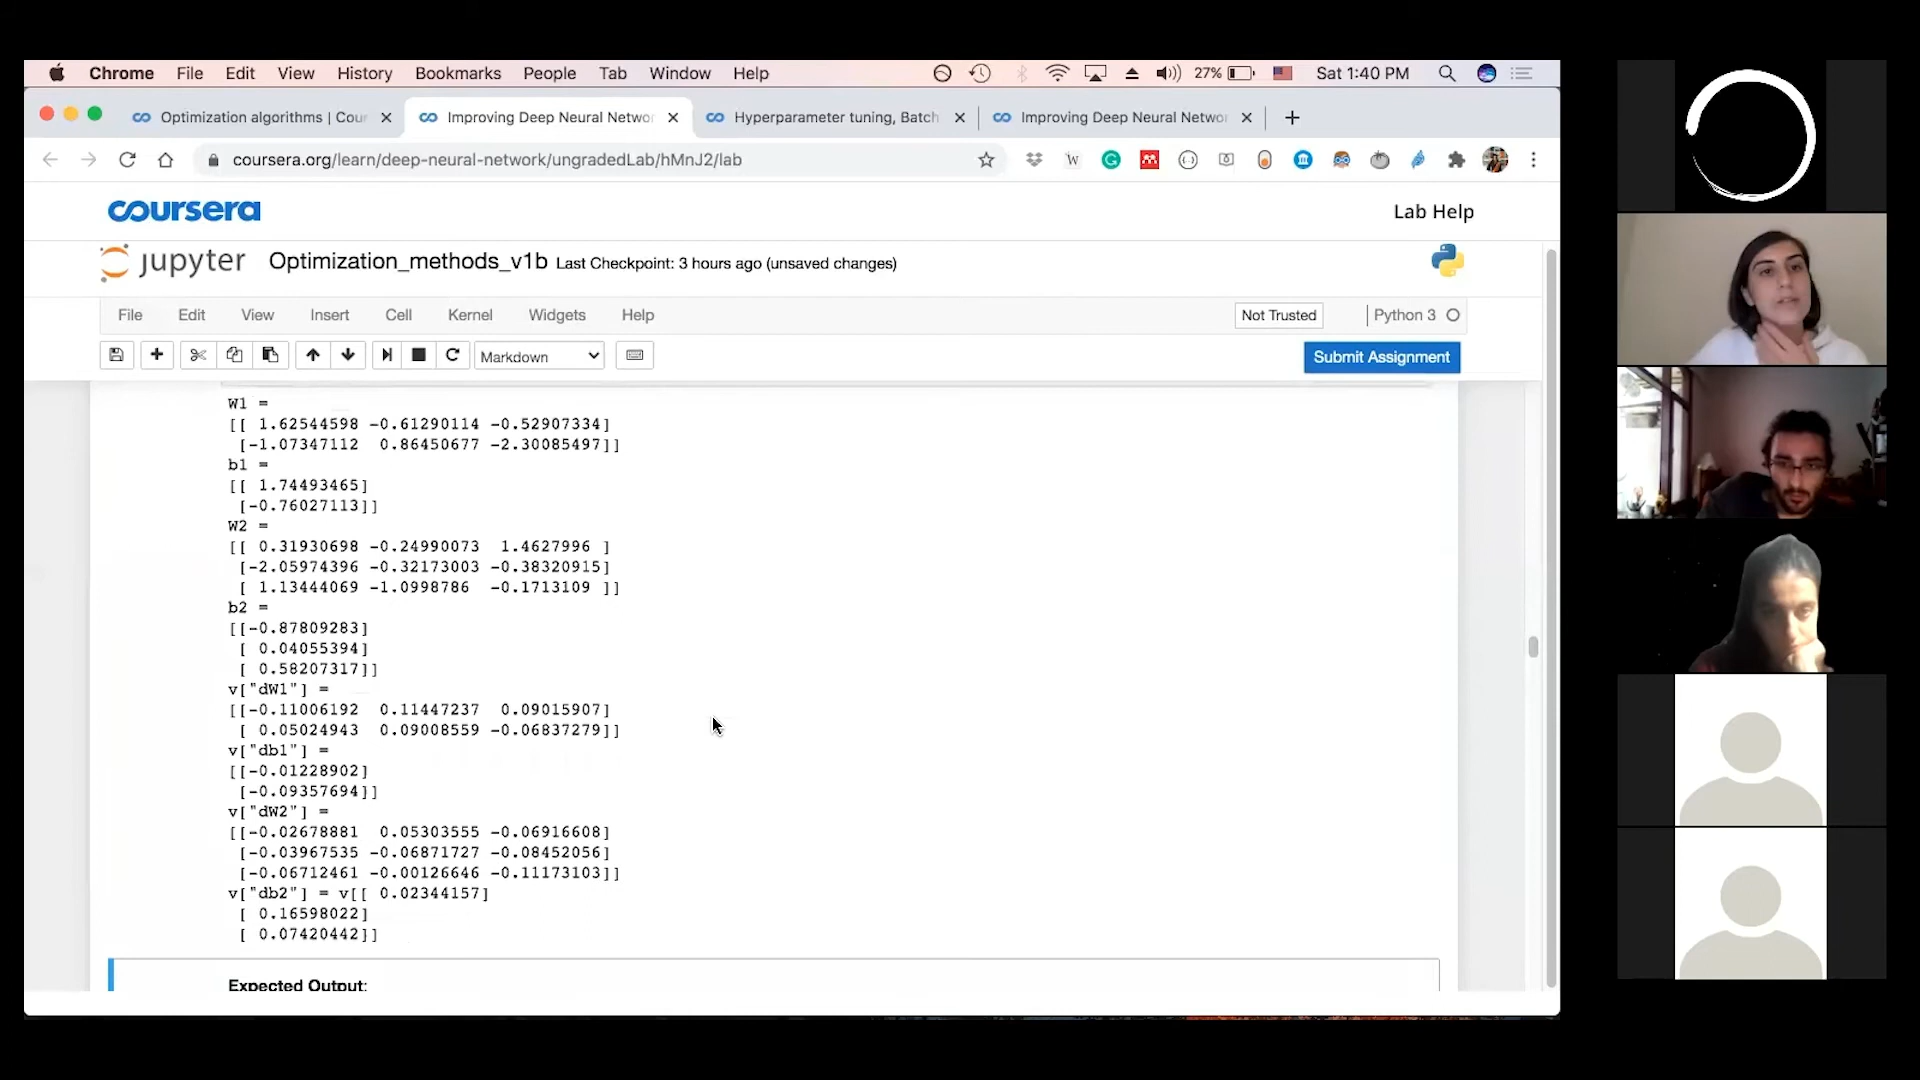 Chrome File Edit View History Bookmarks People Tab Window Help 27% Sat 1:40 PM
Optimization algorithms | Cour Improving Deep Neural Networ Hyperparameter tuning, Batch Improving Deep Neural Networ
coursera.org/learn/deep-neural-network/ungradedLab/hMnJ2/lab
coursera
Lab Help
jupyter Optimization_methods_v1b Last Checkpoint: 3 hours ago (unsaved changes)
File Edit View Insert Cell Kernel Widgets Help Not Trusted Python 3
Markdown Submit Assignment
W1 =
[[ 1.62544598 -0.61290114 -0.52907334]
[-1.07347112 0.86450677 -2.30085497]]
b1 =
[[ 1.74493465]
[-0.76027113]]
W2 =
[[ 0.31930698 -0.24990073 1.4627996 ]
[-2.05974396 -0.32173003 -0.38320915]
[ 1.13444069 -1.0998786 -0.1713109 ]]
b2 =
[[-0.87809283]
[ 0.04055394]
[ 0.58207317]]
v["dW1"] =
[[-0.11006192 0.11447237 0.09015907]
[ 0.05024943 0.09008559 -0.06837279]]
v["db1"] =
[[-0.01228902]
[-0.09357694]]
v["dW2"] =
[[-0.02678881 0.05303555 -0.06916608]
[-0.03967535 -0.06871727 -0.08452056]
[-0.06712461 -0.00126646 -0.11173103]]
v["db2"] = v[[ 0.02344157]
[ 0.16598022]
[ 0.07420442]]
Expected Output: